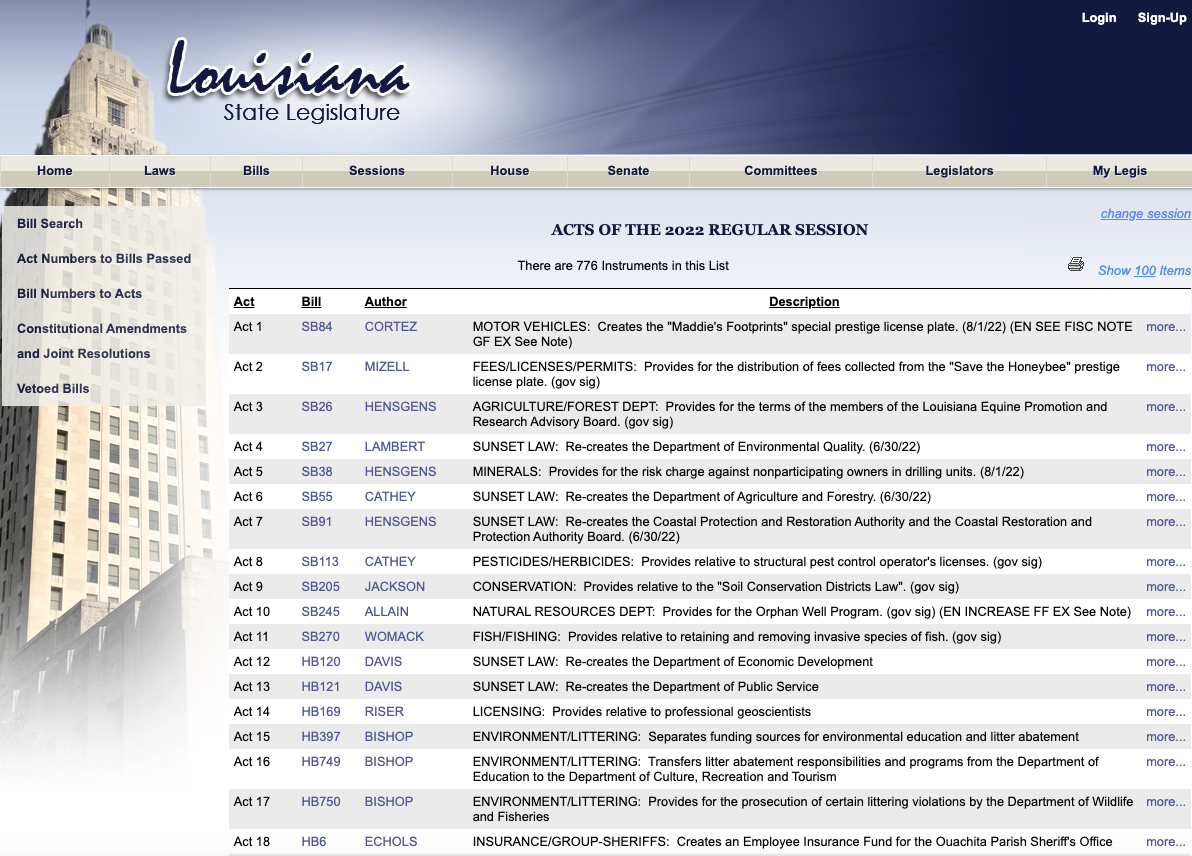 Login Sign-Up
Louisiana
State Legislature
Home Laws Bills Sessions House Senate Committees Legislators My Legis
Bill Search
Act Numbers to Bills Passed
Bill Numbers to Acts
Constitutional Amendments
and Joint Resolutions
Vetoed Bills
change session
ACTS OF THE 2022 REGULAR SESSION
There are 776 Instruments in this List
Show 100 Items
Act Bill Author Description
Act 1 SB84 CORTEZ MOTOR VEHICLES: Creates the "Maddie's Footprints" special prestige license plate. (8/1/22) (EN SEE FISC NOTE more...
GF EX See Note)
Act 2 SB17 MIZELL FEES/LICENSES/PERMITS: Provides for the distribution of fees collected from the "Save the Honeybee" prestige more...
license plate. (gov sig)
Act 3 SB26 HENSGENS AGRICULTURE/FOREST DEPT: Provides for the terms of the members of the Louisiana Equine Promotion and more...
Research Advisory Board. (gov sig)
Act 4 SB27 LAMBERT SUNSET LAW: Re-creates the Department of Environmental Quality. (6/30/22) more...
Act 5 SB38 HENSGENS MINERALS: Provides for the risk charge against nonparticipating owners in drilling units. (8/1/22) more...
Act 6 SB55 CATHEY SUNSET LAW: Re-creates the Department of Agriculture and Forestry. (6/30/22) more...
Act 7 SB91 HENSGENS SUNSET LAW: Re-creates the Coastal Protection and Restoration Authority and the Coastal Restoration and more...
Protection Authority Board. (6/30/22)
Act 8 SB113 CATHEY PESTICIDES/HERBICIDES: Provides relative to structural pest control operator's licenses. (gov sig) more...
Act 9 SB205 JACKSON CONSERVATION: Provides relative to the "Soil Conservation Districts Law". (gov sig) more...
Act 10 SB245 ALLAIN NATURAL RESOURCES DEPT: Provides for the Orphan Well Program. (gov sig) (EN INCREASE FF EX See Note) more...
Act 11 SB270 WOMACK FISH/FISHING: Provides relative to retaining and removing invasive species of fish. (gov sig) more...
Act 12 HB120 DAVIS SUNSET LAW: Re-creates the Department of Economic Development more...
Act 13 HB121 DAVIS SUNSET LAW: Re-creates the Department of Public Service more...
Act 14 HB169 RISER LICENSING: Provides relative to professional geoscientists more...
Act 15 HB397 BISHOP ENVIRONMENT/LITTERING: Separates funding sources for environmental education and litter abatement more...
Act 16 HB749 BISHOP ENVIRONMENT/LITTERING: Transfers litter abatement responsibilities and programs from the Department of more...
Education to the Department of Culture, Recreation and Tourism
Act 17 HB750 BISHOP ENVIRONMENT/LITTERING: Provides for the prosecution of certain littering violations by the Department of Wildlife more...
and Fisheries
Act 18 HB6 ECHOLS INSURANCE/GROUP-SHERIFFS: Creates an Employee Insurance Fund for the Ouachita Parish Sheriff's Office more...